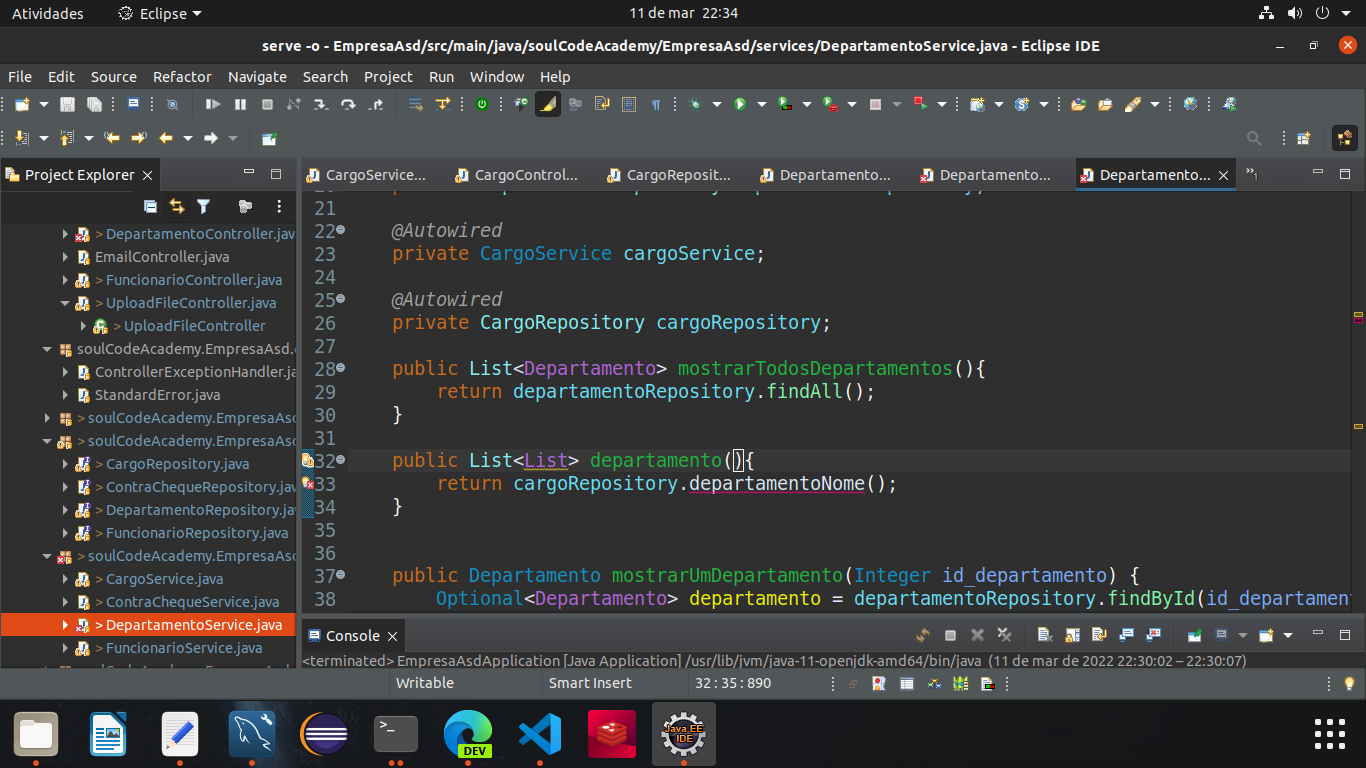 Atividades Eclipse 11 de mar 22:34
serve -o - EmpresaAsd/src/main/java/soulCodeAcademy/EmpresaAsd/services/DepartamentoService.java - Eclipse IDE
File Edit Source Refactor Navigate Search Project Run Window Help
Project Explorer
CargoService... CargoControl... CargoReposit... Departamento... Departamento... Departamento... »1
> DepartamentoController.jav
EmailController.java
> FuncionarioController.java
> UploadFileController.java
> UploadFileController
soulCodeAcademy.EmpresaAsd.
ControllerExceptionHandler.ja
StandardError.java
> soulCodeAcademy.EmpresaAsd
> soulCodeAcademy.EmpresaAsd
> CargoRepository.java
> ContraChequeRepository.java
> DepartamentoRepository.java
> FuncionarioRepository.java
> soulCodeAcademy.EmpresaAsd
> CargoService.java
> ContraChequeService.java
> DepartamentoService.java
> FuncionarioService.java
21
22 @Autowired
23 private CargoService cargoService;
24
25 @Autowired
26 private CargoRepository cargoRepository;
27
28 public List<Departamento> mostrarTodosDepartamentos(){
29 return departamentoRepository.findAll();
30 }
31
32 public List<List> departamento(){
33 return cargoRepository.departamentoNome();
34 }
35
36
37 public Departamento mostrarUmDepartamento(Integer id_departamento) {
38 Optional<Departamento> departamento = departamentoRepository.findById(id_departament
Console
<terminated> EmpresaAsdApplication [Java Application] /usr/lib/jvm/java-11-openjdk-amd64/bin/java (11 de mar de 2022 22:30:02 – 22:30:07)
Writable Smart Insert 32 : 35 : 890
>_
DEV
Java EE
IDE